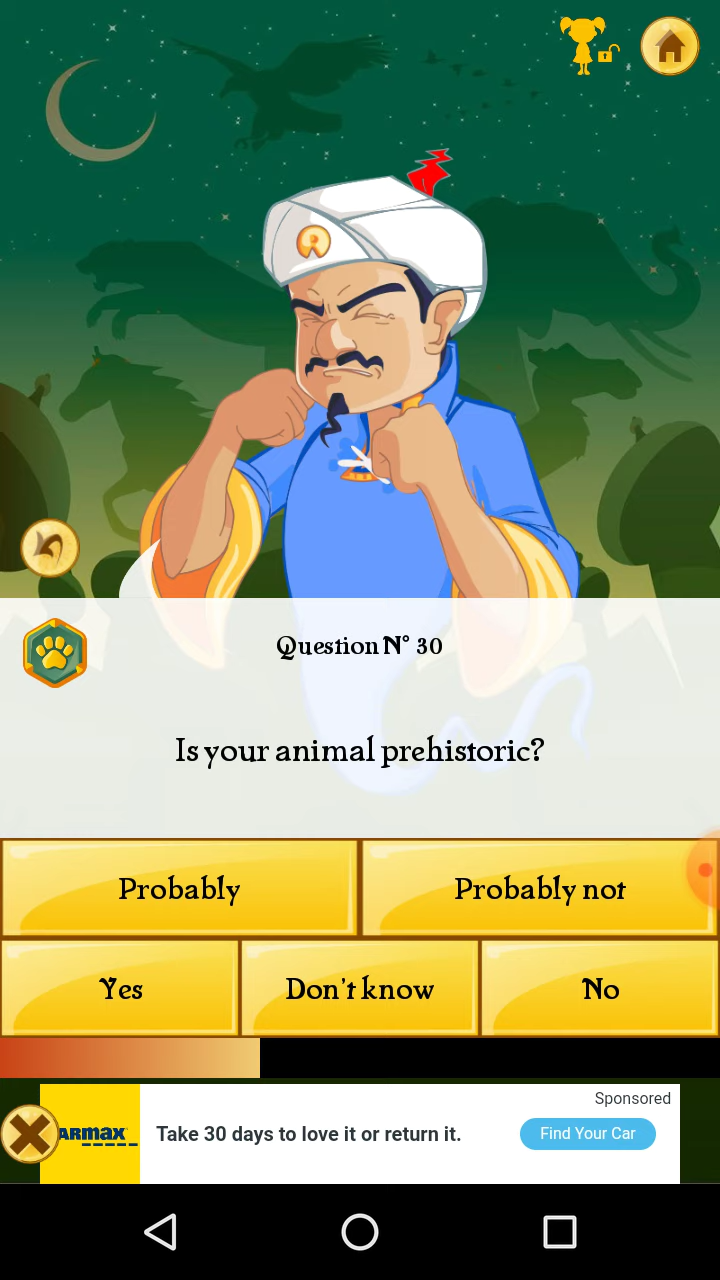 Question N° 30
Is your animal prehistoric?
Probably
Probably not
Yes
Don't know
No
Sponsored
ARMAX
Take 30 days to love it or return it.
Find Your Car